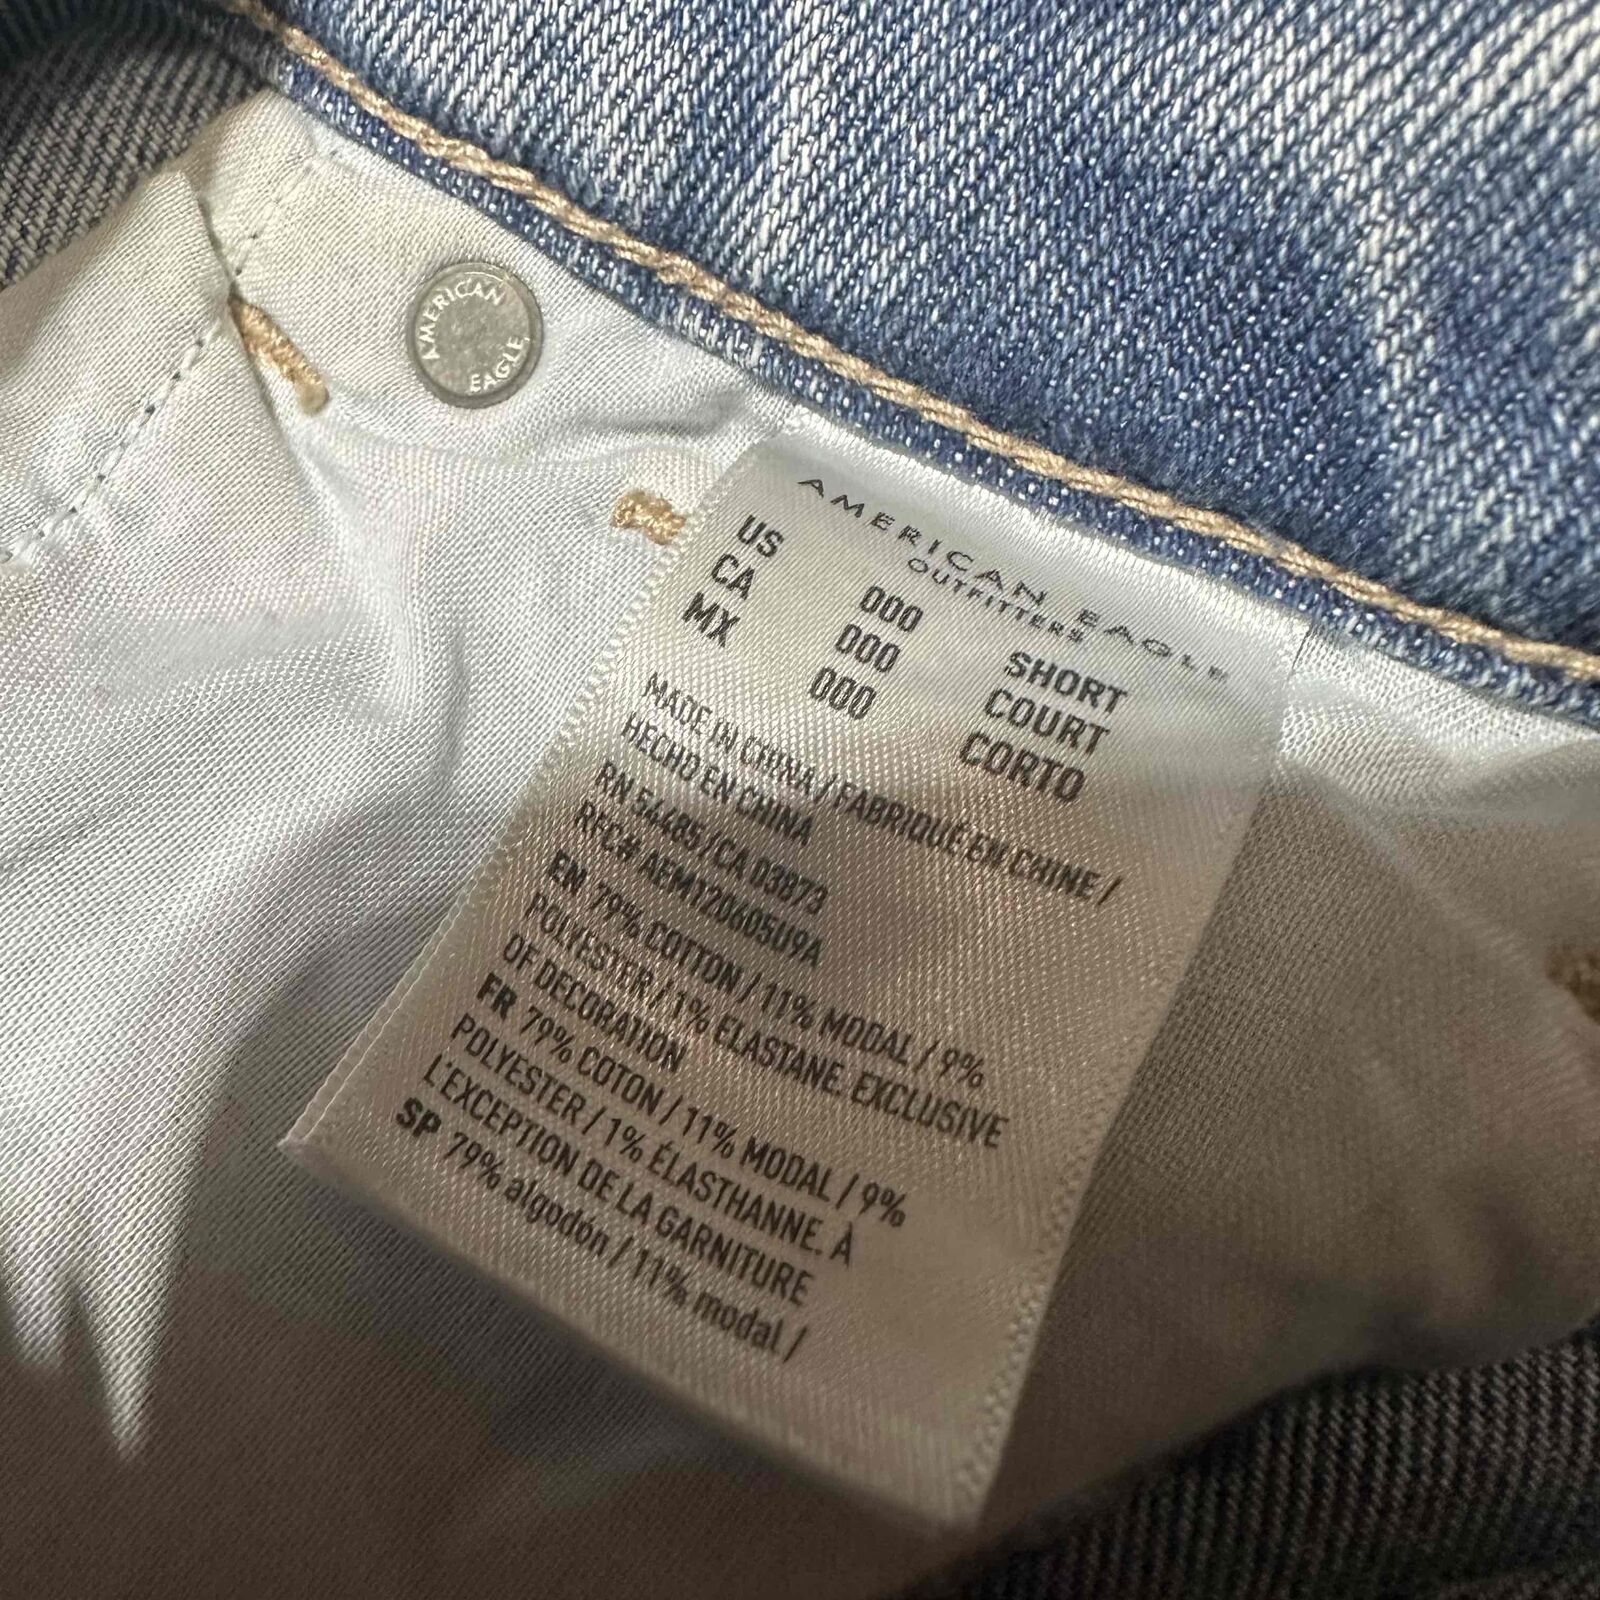 AMERICAN
EAGLE
AMERICAN EAGLE
OUTFITTERS
US 000 SHORT
CA 000 COURT
MX 000 CORTO
MADE IN CHINA / FABRIQUÉ EN CHINE /
HECHO EN CHINA
RN 54485 / CA 03873
RFC# AEM120605U9A
EN 79% COTTON / 11% MODAL / 9%
POLYESTER / 1% ELASTANE. EXCLUSIVE
OF DECORATION
FR 79% COTON / 11% MODAL / 9%
POLYESTER / 1% ÉLASTHANNE. À
L'EXCEPTION DE LA GARNITURE
SP 79% algodón / 11% modal /